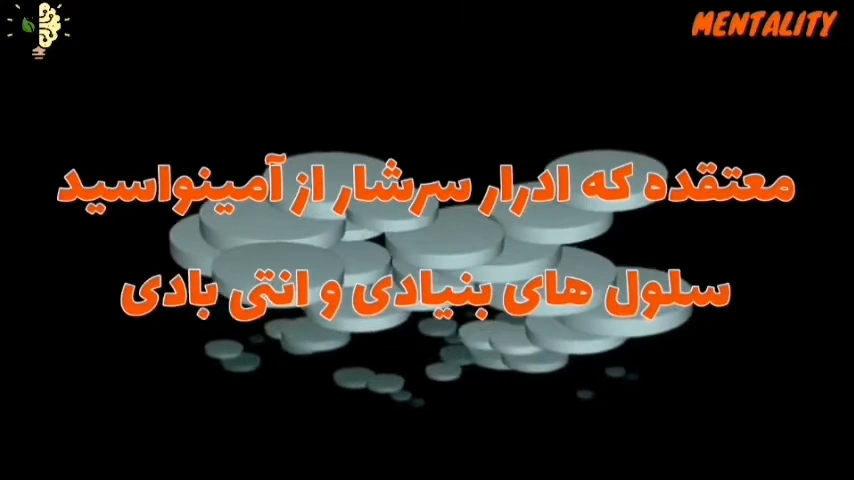 MENTALITY
معتقده که ادرار سرشار از آمینواسید
سلول های بنیادی و انتی بادی